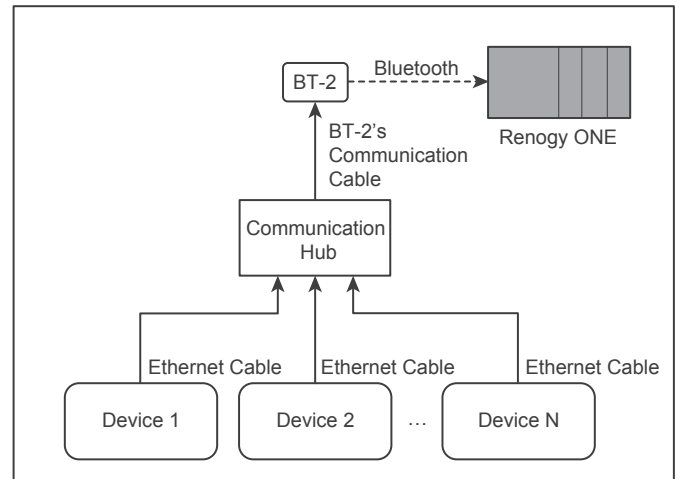 Bluetooth
BT-2
Renogy ONE
BT-2's
Communication
Cable
Communication
Hub
Ethernet Cable
Ethernet Cable
Ethernet Cable
Device 1
Device 2
...
Device N